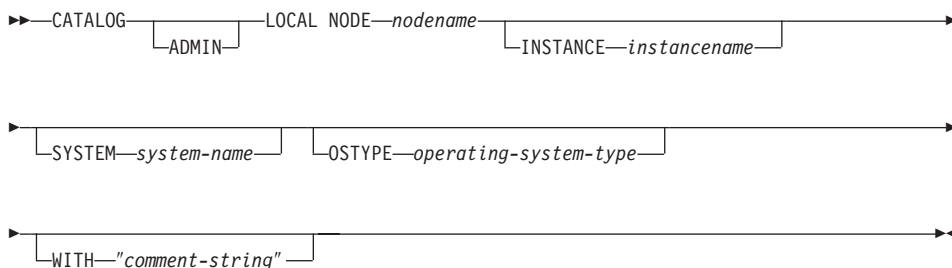 CATALOG ADMIN LOCAL NODE nodename INSTANCE instancename
SYSTEM system-name OSTYPE operating-system-type
WITH "comment-string"